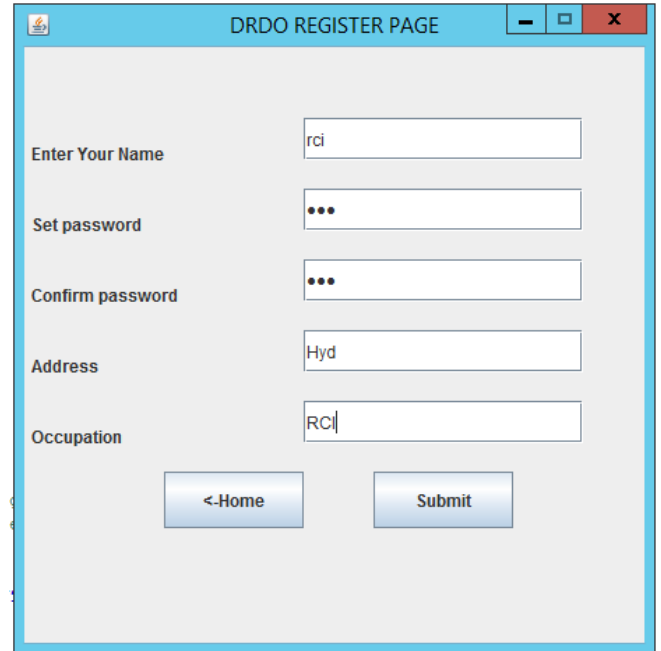 DRDO REGISTER PAGE
Enter Your Name rci
Set password •••
Confirm password •••
Address Hyd
Occupation RCI
<-Home Submit